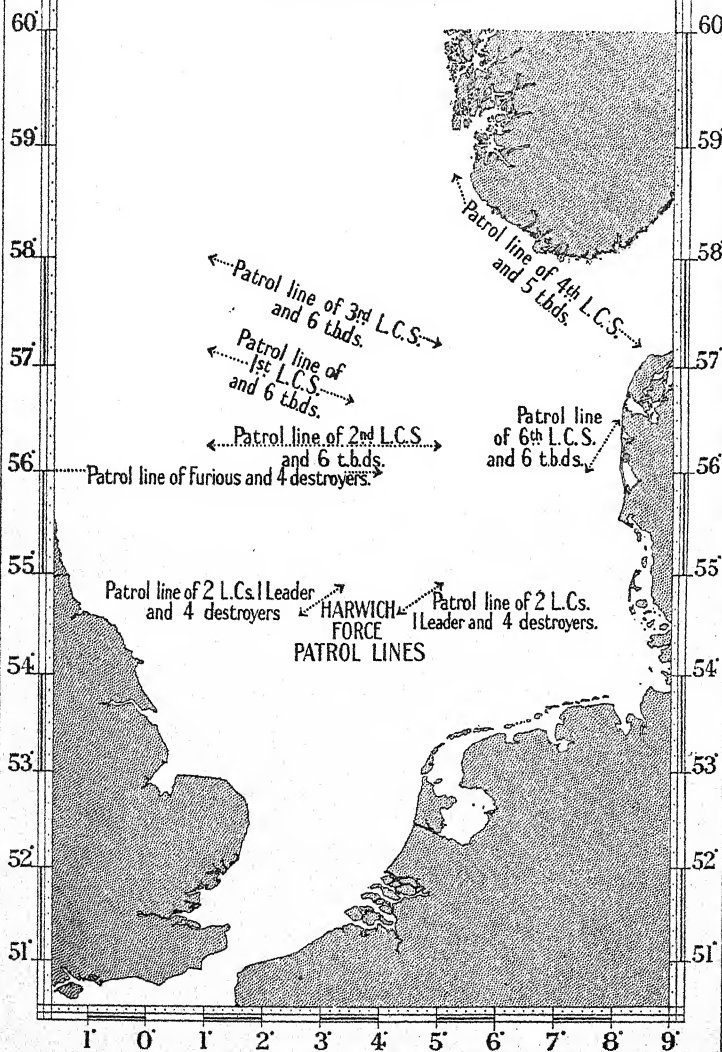 60° 60
59° 59°
58° 58
57° 57°
56° 56°
55° 55°
54° 54°
53° 53°
52° 52°
51° 51°
Patrol line of 4th L.C.S.
and 5 t.b.ds.
Patrol line of 3rd L.C.S.
and 6 t.b.ds.
Patrol line of
1st L.C.S.
and 6 t.b.ds.
Patrol line of 2nd L.C.S
and 6 t.b.ds.
Patrol line
of 6th L.C.S.
and 6 t.b.ds.
Patrol line of Furious and 4 destroyers.
Patrol line of 2 L.Cs. 1 Leader
and 4 destroyers
HARWICH
FORCE
PATROL LINES
Patrol line of 2 L.Cs.
1 Leader and 4 destroyers.
1° 0° 1° 2° 3° 4° 5° 6° 7° 8° 9°